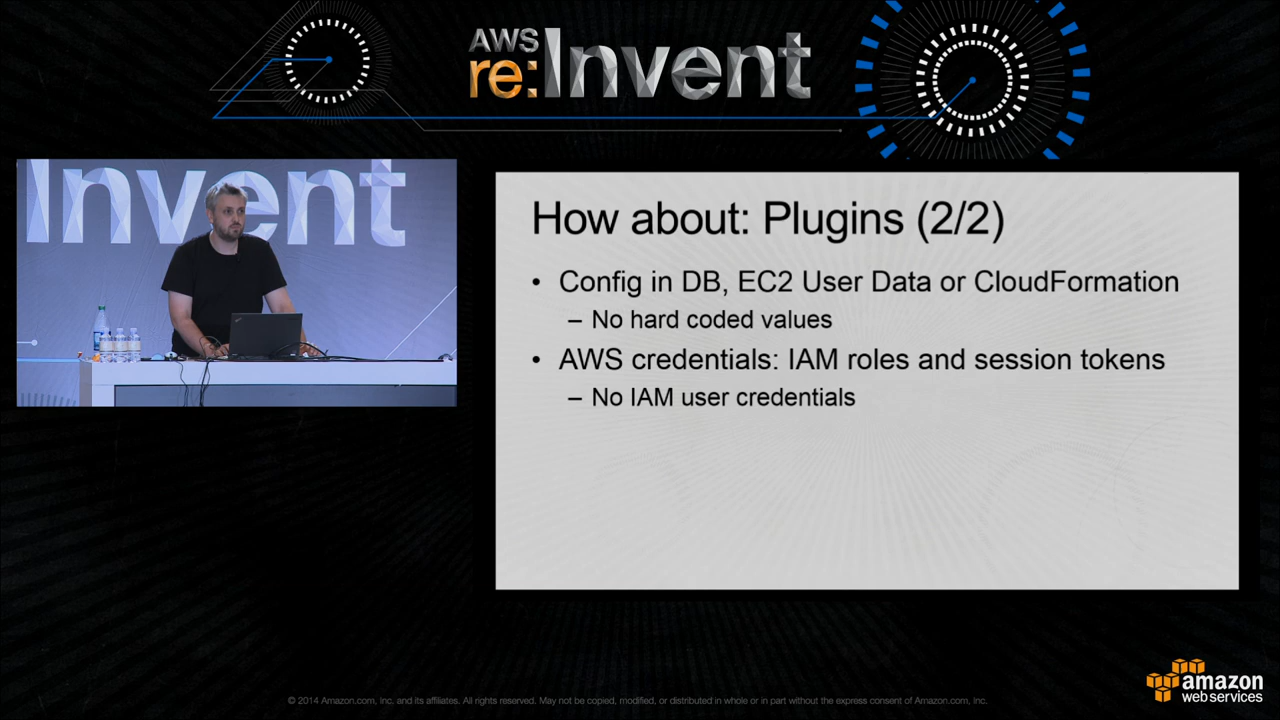 AWS
re:Invent
Invent
How about: Plugins (2/2)
• Config in DB, EC2 User Data or CloudFormation
– No hard coded values
• AWS credentials: IAM roles and session tokens
– No IAM user credentials
© 2014 Amazon.com, inc. and its affiliates. All rights reserved. May not be copied, modified, or distributed in whole or in part without the express consent of Amazon.com, inc.
amazon
web services